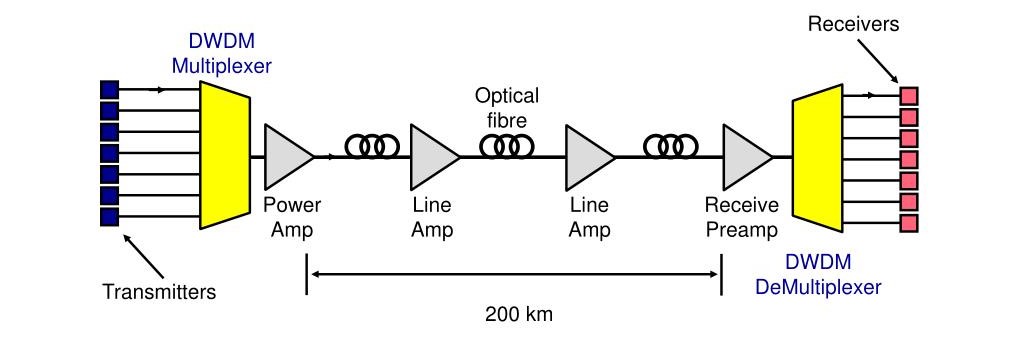 Receivers
DWDM
Multiplexer
Optical
fibre
Power
Amp
Line
Amp
Line
Amp
Receive
Preamp
DWDM
DeMultiplexer
Transmitters
200 km